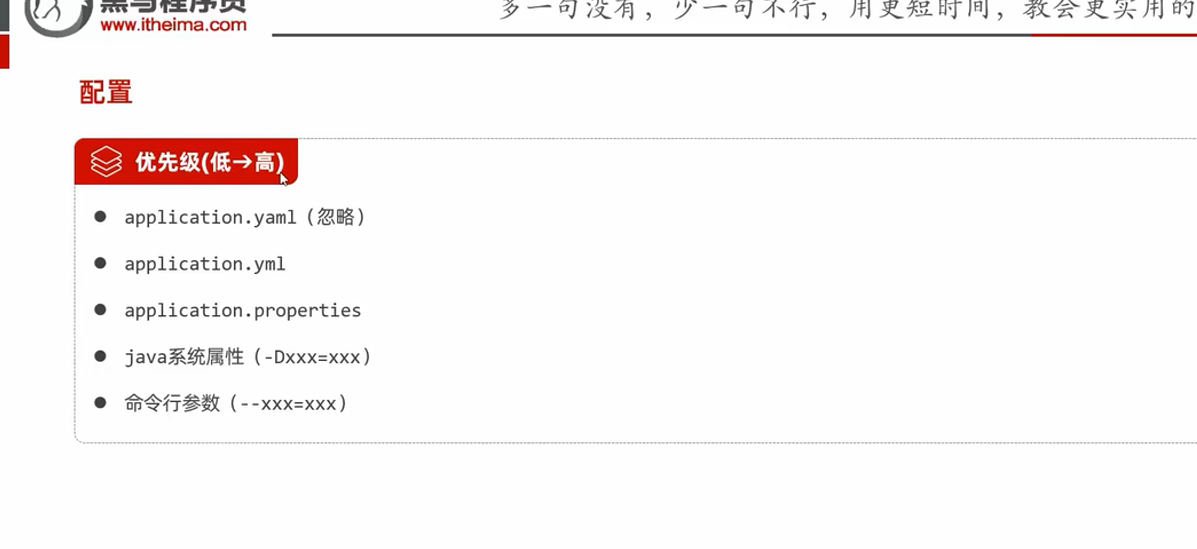 黑马程序员
www.itheima.com
多一句没有，少一句不行，用更短时间，教会更实用的
配置
优先级(低→高)
application.yaml（忽略）
application.yml
application.properties
java系统属性（-Dxxx=xxx）
命令行参数（--xxx=xxx）